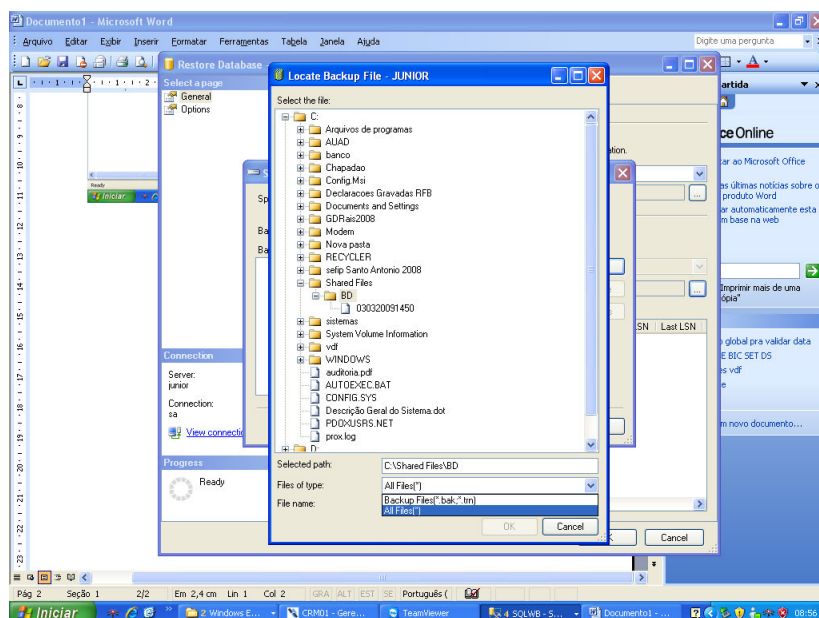 Documento1 - Microsoft Word
Arquivo Editar Exibir Inserir Formatar Ferramentas Tabela Janela Ajuda
Digite uma pergunta
Restore Database
Select a page
General
Options
Locate Backup File - JUNIOR
Select the file:
C:
Arquivos de programas
AUAD
banco
Chapadao
Config.Msi
Declaracoes Gravadas RFB
Documents and Settings
GDRais2008
Modem
Nova pasta
RECYCLER
sefip Santo Antonio 2008
Shared Files
BD
030320091450
sistemas
System Volume Information
vdf
WINDOWS
auditoria.pdf
AUTOEXEC.BAT
CONFIG.SYS
Descrição Geral do Sistema.dot
PDOXUSRS.NET
prox.log
D:
Selected path: C:\Shared Files\BD
Files of type: All Files(*)
Backup Files(*.bak;*.trn)
All Files(*)
File name:
OK Cancel
Connection
Server:
junior
Connection:
sa
View connecti
Progress
Ready
Sp
Ba
Ba
ation.
LSN Last LSN
Cancel
artida
ce Online
ar ao Microsoft Office
as últimas notícias sobre o
produto Word
ar automaticamente esta
m base na web
Imprimir mais de uma
ópia"
global pra validar data
E BIC SET DS
s vdf
e
m novo documento...
Ready
Iniciar
Pág 2 Seção 1 2/2 Em 2,4 cm Lin 1 Col 2 GRA ALT EST SE Português (
Iniciar 2 Windows E... CRM01 - Gere... TeamViewer 4 SQLWB - S... Documento1 - ... 08:56